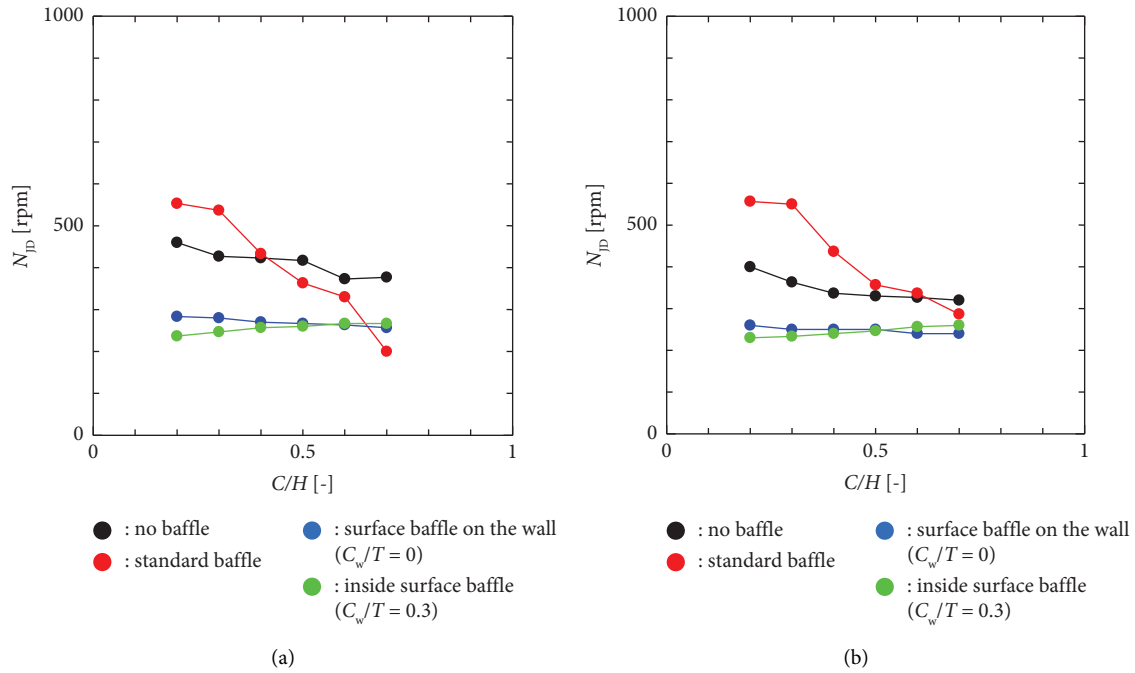 1000
500
0
N_JD [rpm]
0
0.5
1
C/H [-]
: no baffle
: standard baffle
: surface baffle on the wall
(C_w/T = 0)
: inside surface baffle
(C_w/T = 0.3)
(a)
1000
500
0
N_JD [rpm]
0
0.5
1
C/H [-]
: no baffle
: standard baffle
: surface baffle on the wall
(C_w/T = 0)
: inside surface baffle
(C_w/T = 0.3)
(b)